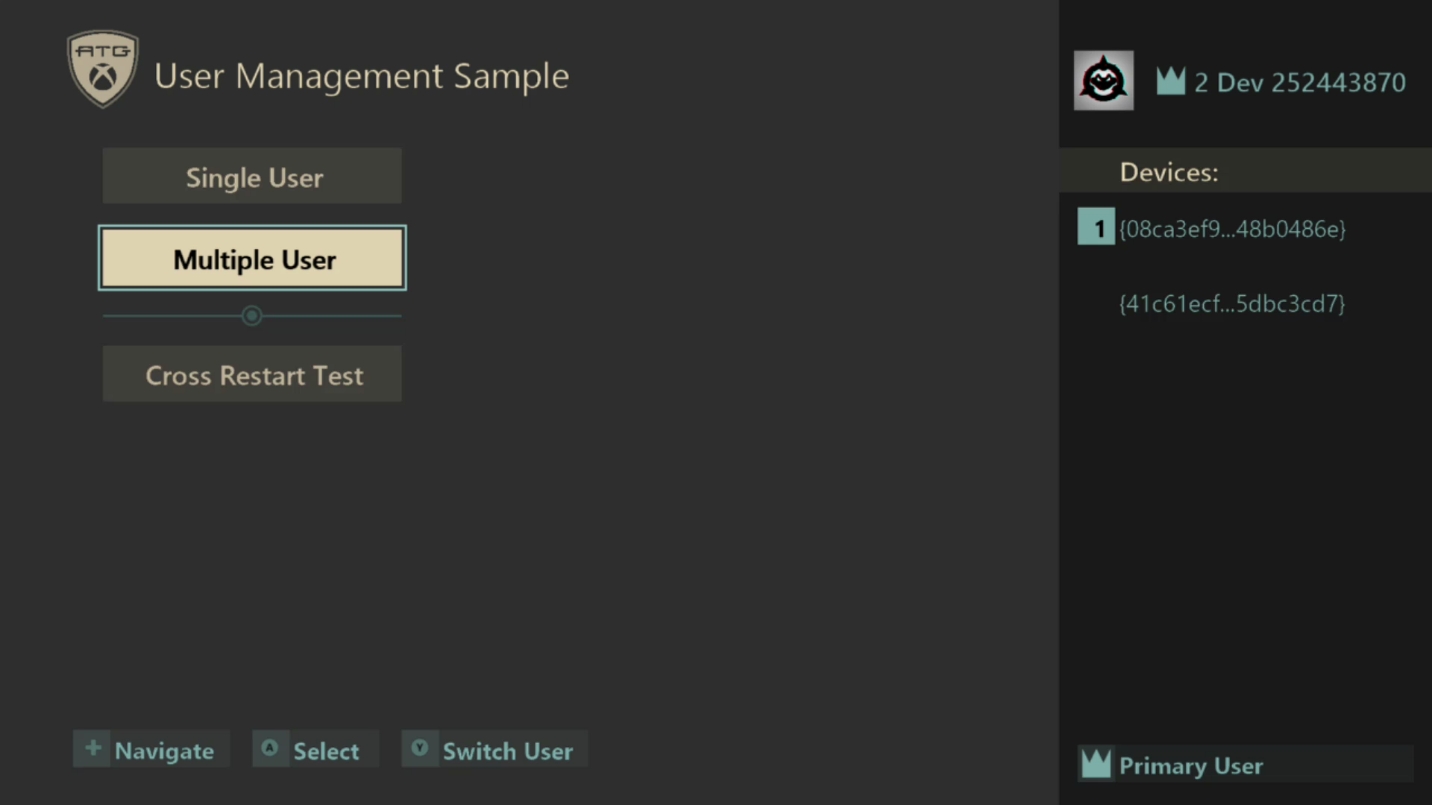 ATG
User Management Sample
Single User
Multiple User
Cross Restart Test
Navigate
A Select
Y Switch User
2 Dev 252443870
Devices:
1 {08ca3ef9...48b0486e}
{41c61ecf...5dbc3cd7}
Primary User